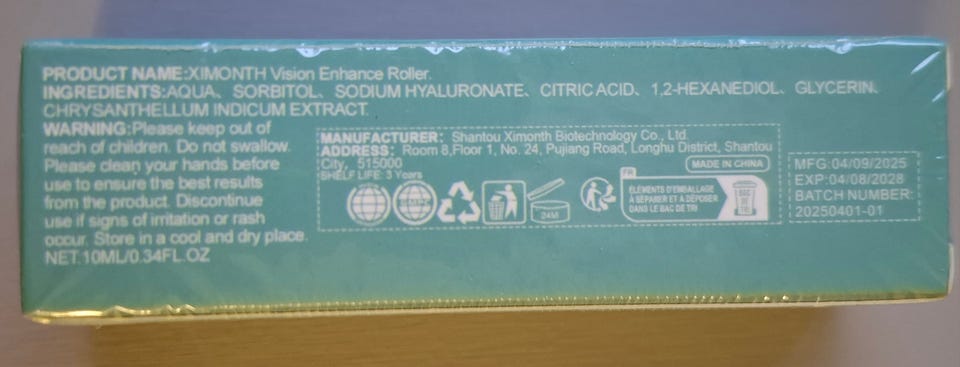 PRODUCT NAME:XIMONTH Vision Enhance Roller.
INGREDIENTS:AQUA、SORBITOL、SODIUM HYALURONATE、CITRIC ACID、1,2-HEXANEDIOL、GLYCERIN、
CHRYSANTHELLUM INDICUM EXTRACT.
WARNING:Please keep out of
reach of children. Do not swallow.
Please clean your hands before
use to ensure the best results
from the product. Discontinue
use if signs of irritation or rash
occur. Store in a cool and dry place.
NET.10ML/0.34FL.OZ
MANUFACTURER: Shantou Ximonth Biotechnology Co., Ltd.
ADDRESS: Room 8,Floor 1, No. 24, Pujiang Road, Longhu District, Shantou
City, 515000
SHELF LIFE: 3 Years
MADE IN CHINA
24M
FR
ÉLÉMENTS D'EMBALLAGE
À SÉPARER ET À DÉPOSER
DANS LE BAC DE TRI
BAC
DE
TRI
MFG:04/09/2025
EXP:04/08/2028
BATCH NUMBER:
20250401-01